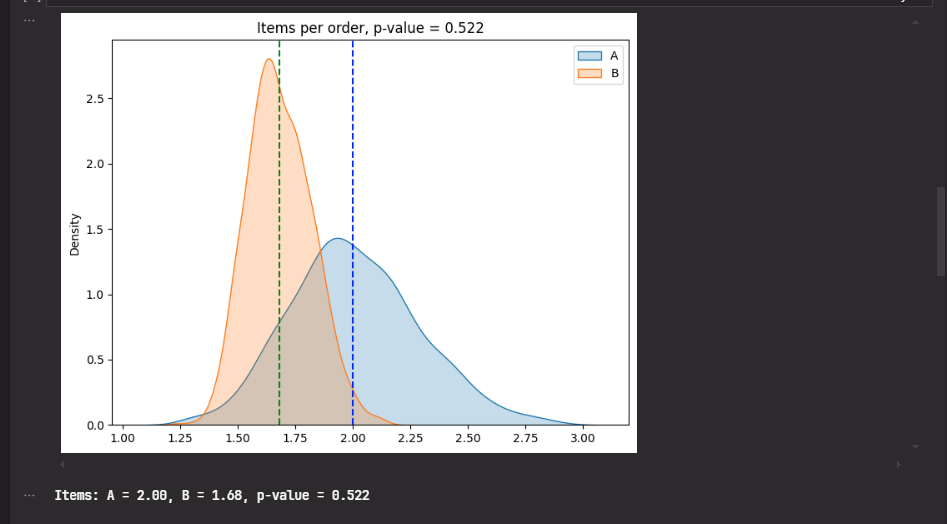 Items per order, p-value = 0.522
A
B
Density
2.5
2.0
1.5
1.0
0.5
0.0
1.00 1.25 1.50 1.75 2.00 2.25 2.50 2.75 3.00
Items: A = 2.00, B = 1.68, p-value = 0.522